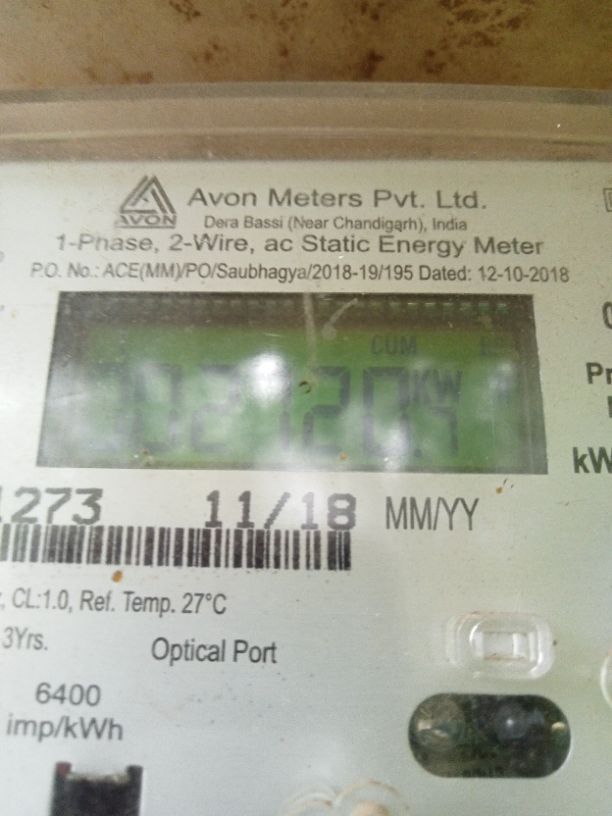 AVON
Avon Meters Pvt. Ltd.
Dera Bassi (Near Chandigarh), India
1-Phase, 2-Wire, ac Static Energy Meter
P.O. No.: ACE(MM)/PO/Saubhagya/2018-19/195 Dated: 12-10-2018
CUM
KW
1273 11/18 MM/YY
CL:1.0, Ref. Temp. 27°C
3Yrs. Optical Port
6400
imp/kWh